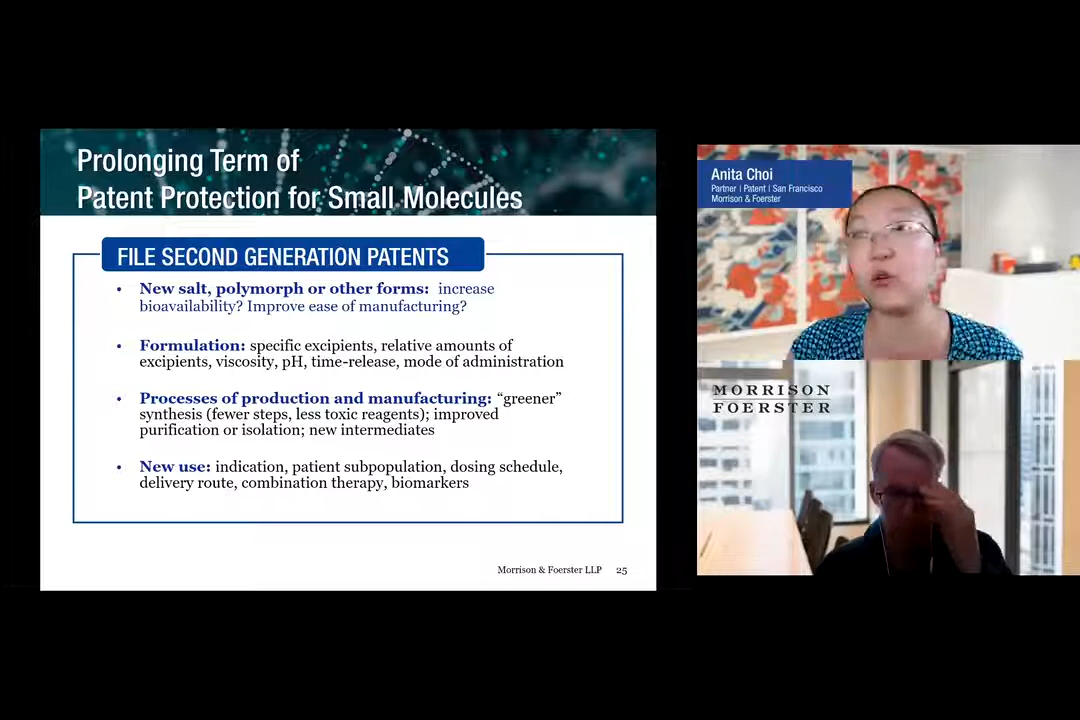 Prolonging Term of
Patent Protection for Small Molecules
FILE SECOND GENERATION PATENTS
• New salt, polymorph or other forms: increase
bioavailability? Improve ease of manufacturing?
• Formulation: specific excipients, relative amounts of
excipients, viscosity, pH, time-release, mode of administration
• Processes of production and manufacturing: “greener”
synthesis (fewer steps, less toxic reagents); improved
purification or isolation; new intermediates
• New use: indication, patient subpopulation, dosing schedule,
delivery route, combination therapy, biomarkers
Morrison & Foerster LLP 25
Anita Choi
Partner | Patent | San Francisco
Morrison & Foerster
MORRISON
FOERSTER